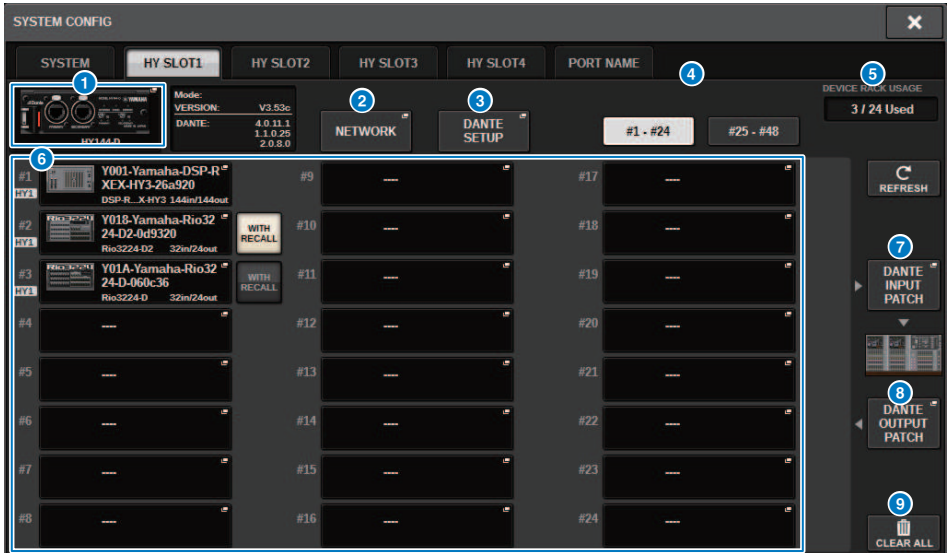 SYSTEM CONFIG
SYSTEM HY SLOT1 HY SLOT2 HY SLOT3 HY SLOT4 PORT NAME
1
YAMAHA
HY144-D
Mode:
VERSION: V3.53c
DANTE: 4.0.11.1
1.1.0.25
2.0.8.0
2
NETWORK
3
DANTE
SETUP
4
#1 - #24 #25 - #48
5
DEVICE RACK USAGE
3 / 24 Used
6
#1
HY1
Y001-Yamaha-DSP-R
XEX-HY3-26a920
DSP-R...X-HY3 144in/144out
#2
HY1
Rio3224
Y018-Yamaha-Rio32
24-D2-0d9320
Rio3224-D2 32in/24out
WITH
RECALL
#3
HY1
Y01A-Yamaha-Rio32
24-D-060c36
Rio3224-D 32in/24out
WITH
RECALL
#4 ----
#5 ----
#6 ----
#7 ----
#8 ----
#9 ----
#10 ----
#11 ----
#12 ----
#13 ----
#14 ----
#15 ----
#16 ----
#17 ----
#18 ----
#19 ----
#20 ----
#21 ----
#22 ----
#23 ----
#24 ----
REFRESH
7
DANTE
INPUT
PATCH
8
DANTE
OUTPUT
PATCH
9
CLEAR ALL